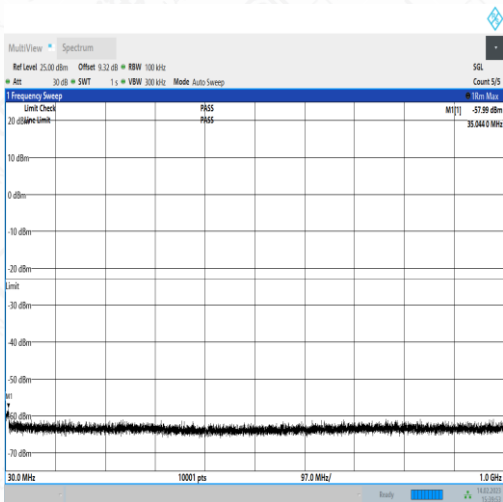 MultiView Spectrum
Ref Level 25.00 dBm Offset 9.32 dB RBW 100 kHz SGL
Att 30 dB SWT 1 s VBW 300 kHz Mode Auto Sweep Count 5/5
1 Frequency Sweep 1Rm Max
Limit Check PASS M1[1] -57.99 dBm
20 dBm Line Limit PASS 35.044 0 MHz
10 dBm
0 dBm
-10 dBm
-20 dBm
Limit
-30 dBm
-40 dBm
-50 dBm
M1
-60 dBm
-70 dBm
30.0 MHz 10001 pts 97.0 MHz/ 1.0 GHz
Ready